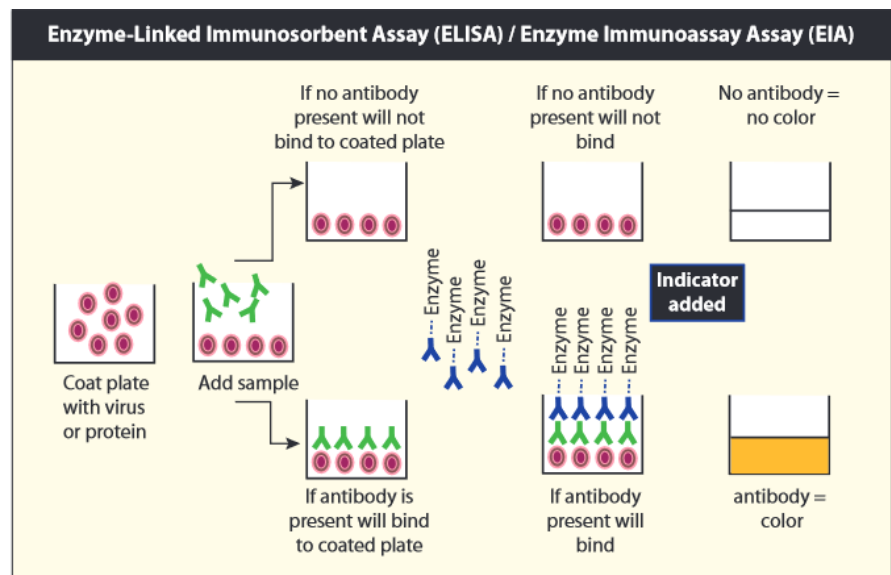 Enzyme-Linked Immunosorbent Assay (ELISA) / Enzyme Immunoassay Assay (EIA)
If no antibody
present will not
bind to coated plate
If no antibody
present will not
bind
No antibody =
no color
Coat plate
with virus
or protein
Add sample
Enzyme
Enzyme
Enzyme
Enzyme
Indicator
added
Enzyme
Enzyme
Enzyme
Enzyme
If antibody is
present will bind
to coated plate
If antibody
present will
bind
antibody =
color